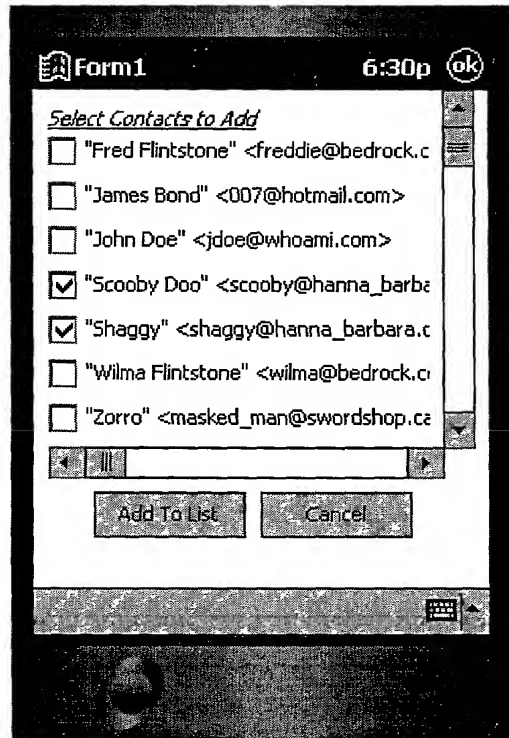 Form1 6:30p ok
Select Contacts to Add
"Fred Flintstone" <freddie@bedrock.c
"James Bond" <007@hotmail.com>
"John Doe" <jdoe@whoami.com>
"Scooby Doo" <scooby@hanna_barba
"Shaggy" <shaggy@hanna_barbara.c
"Wilma Flintstone" <wilma@bedrock.co
"Zorro" <masked_man@swordshop.ca
Add To List Cancel